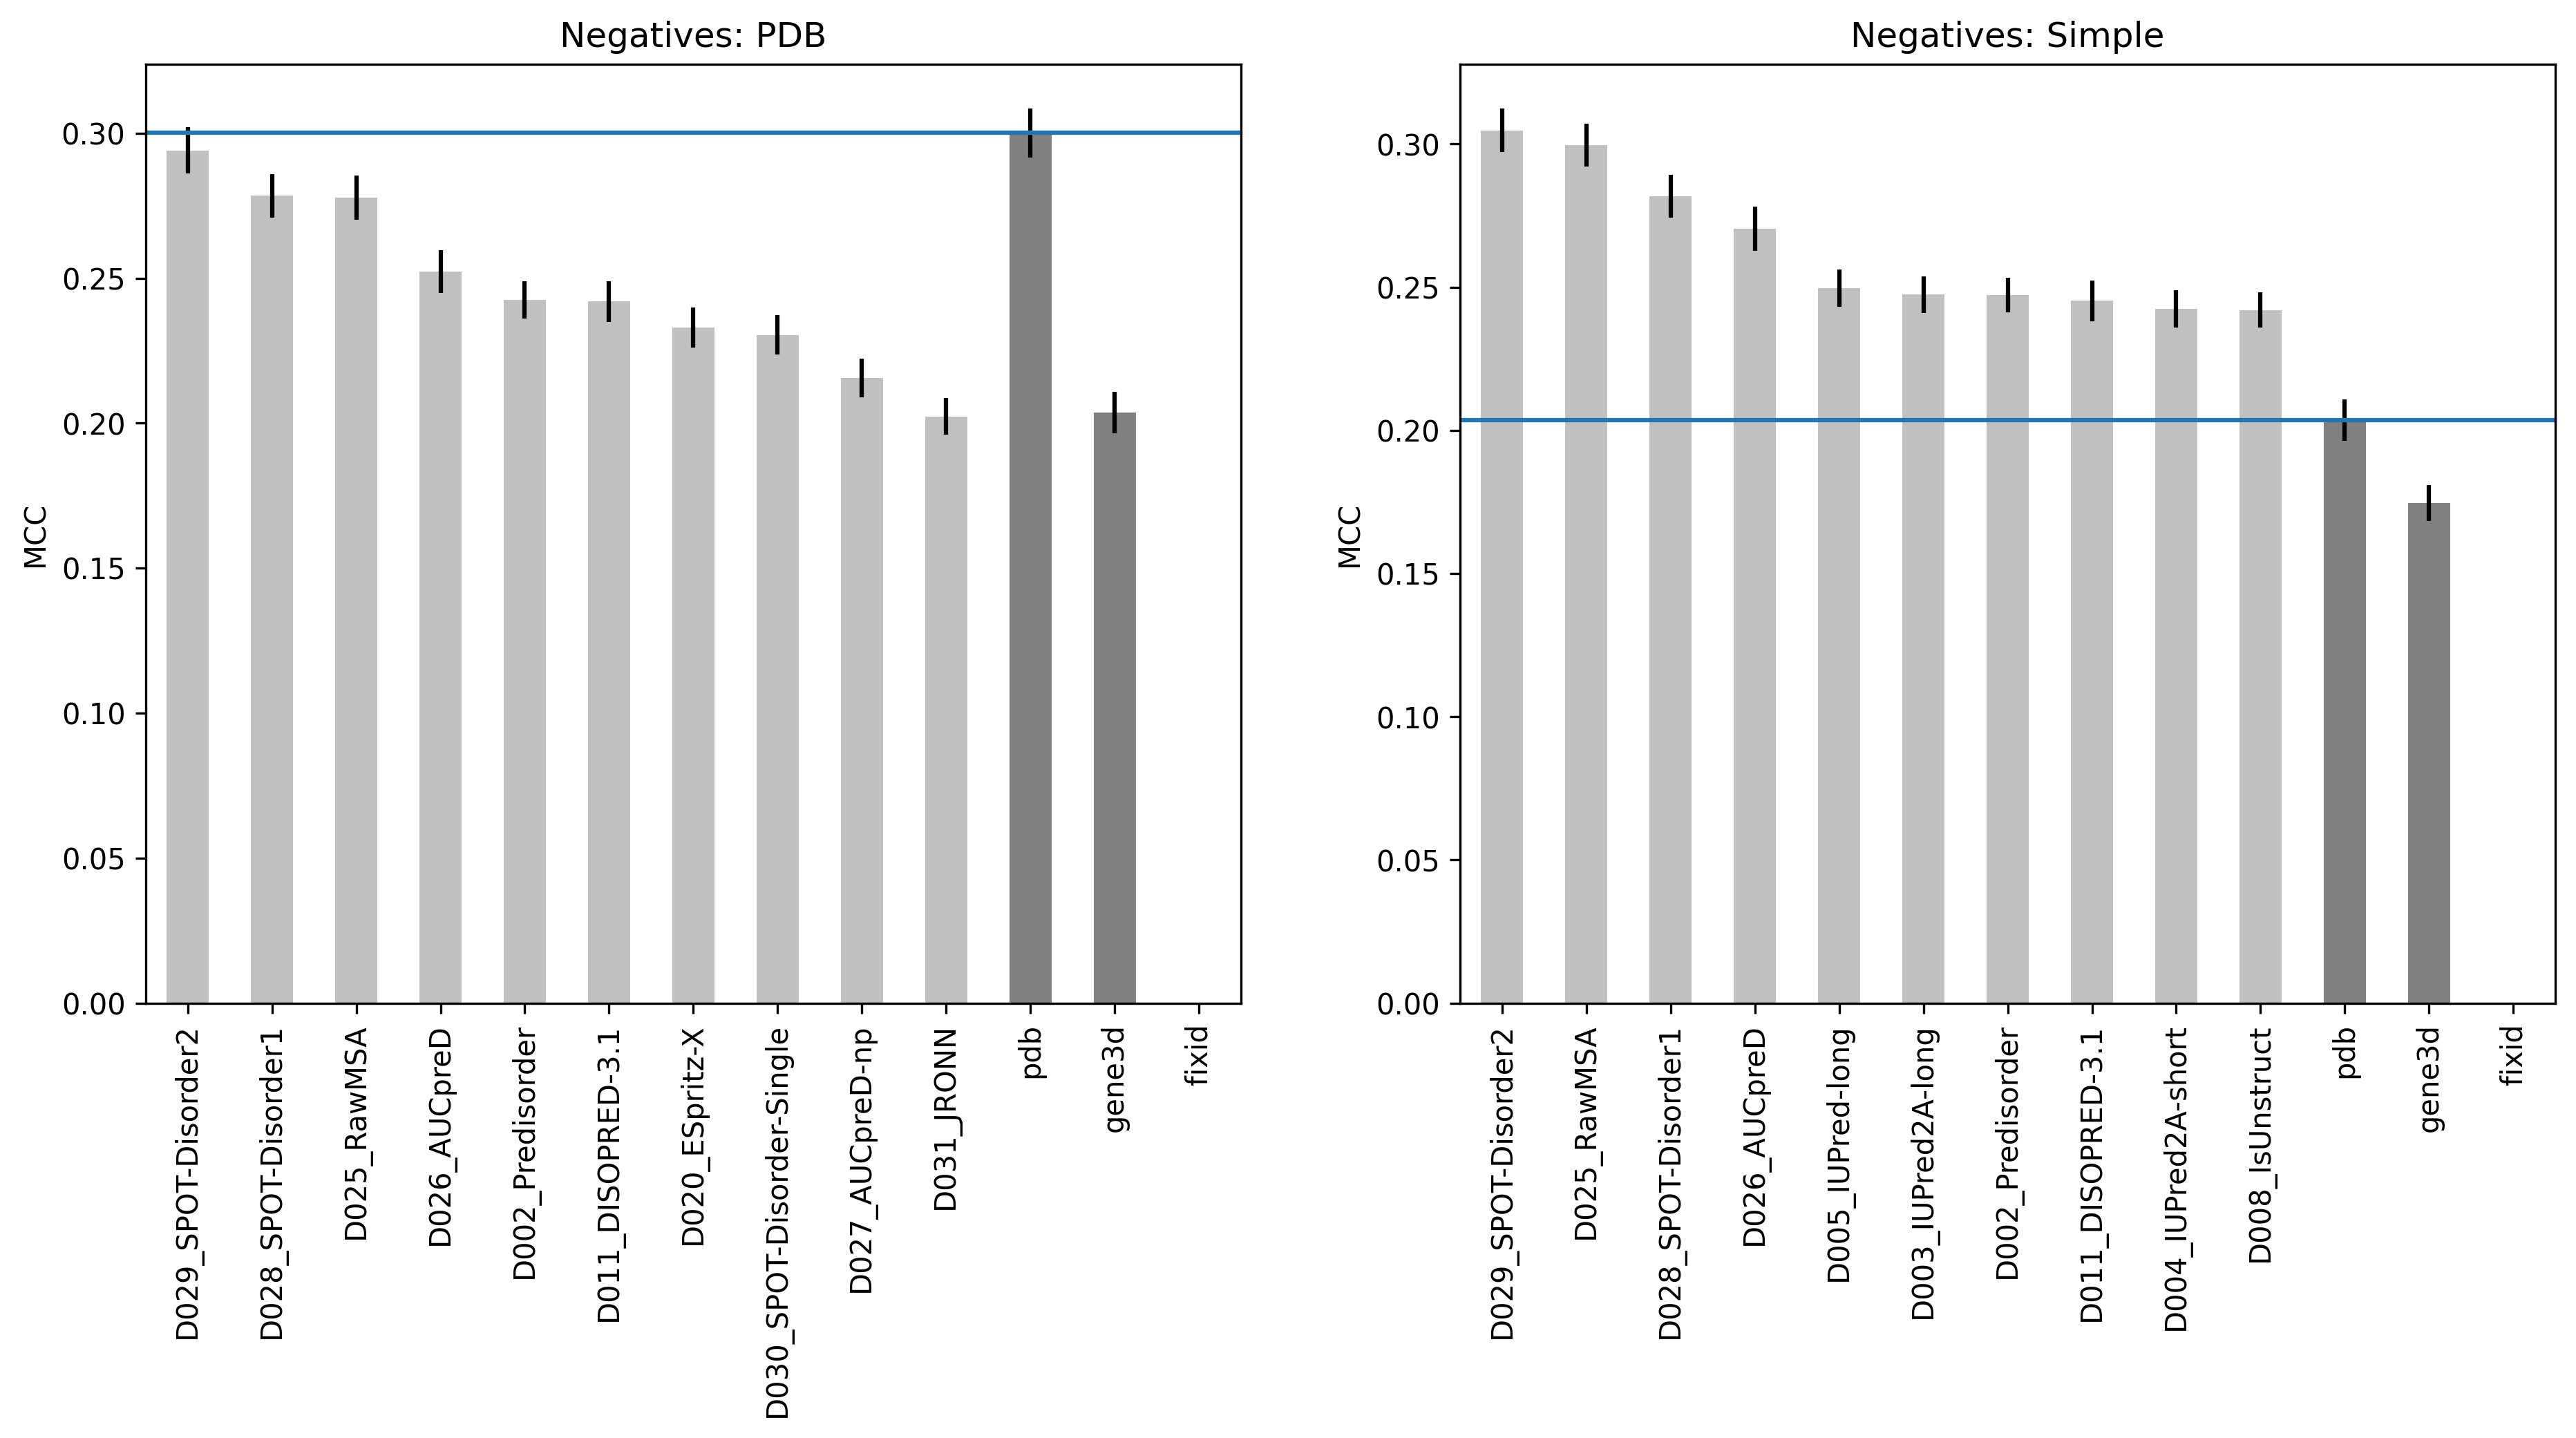 Negatives: PDB
MCC
0.30
0.25
0.20
0.15
0.10
0.05
0.00
D029_SPOT-Disorder2
D028_SPOT-Disorder1
D025_RawMSA
D026_AUCpreD
D002_Predisorder
D011_DISOPRED-3.1
D020_ESpritz-X
D030_SPOT-Disorder-Single
D027_AUCpreD-np
D031_JRONN
pdb
gene3d
fixid
Negatives: Simple
MCC
0.30
0.25
0.20
0.15
0.10
0.05
0.00
D029_SPOT-Disorder2
D025_RawMSA
D028_SPOT-Disorder1
D026_AUCpreD
D005_IUPred-long
D003_IUPred2A-long
D002_Predisorder
D011_DISOPRED-3.1
D004_IUPred2A-short
D008_IsUnstruct
pdb
gene3d
fixid